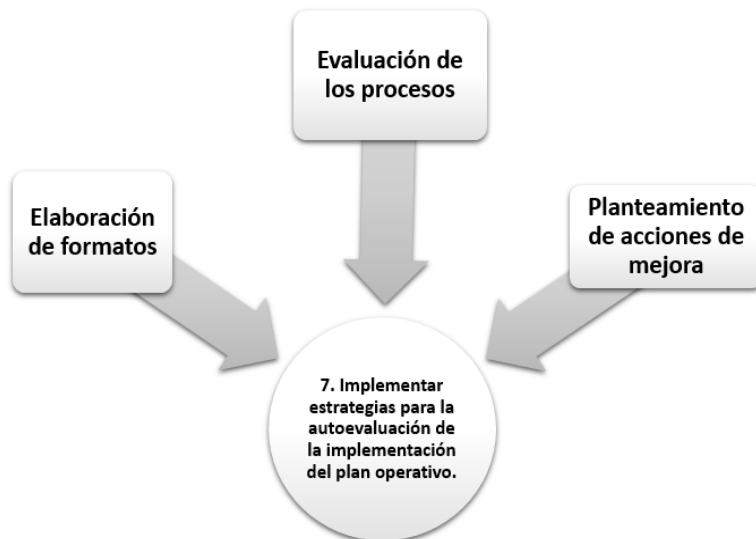 Evaluación de
los procesos
Elaboración
de formatos
Planteamiento
de acciones de
mejora
7. Implementar
estrategias para la
autoevaluación de
la implementación
del plan operativo.